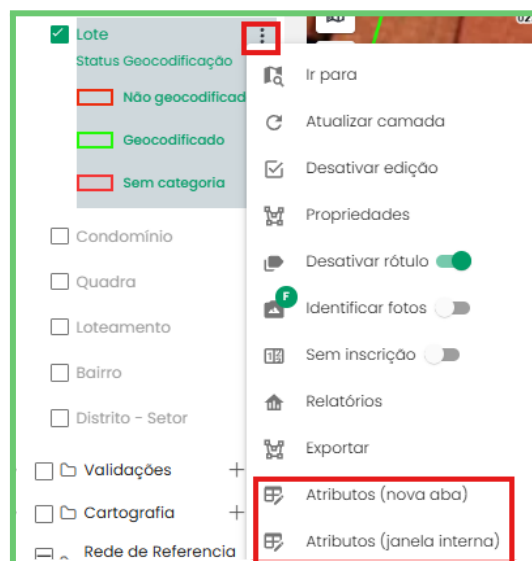 02
Lote
Status Geocodificação
Não geocodificad
Geocodificado
Sem categoria
Condomínio
Quadra
Loteamento
Bairro
Distrito - Setor
Validações
Cartografia
Rede de Referencia
Ir para
Atualizar camada
Desativar edição
Propriedades
Desativar rótulo
F
Identificar fotos
Sem inscrição
Relatórios
Exportar
Atributos (nova aba)
Atributos (janela interna)